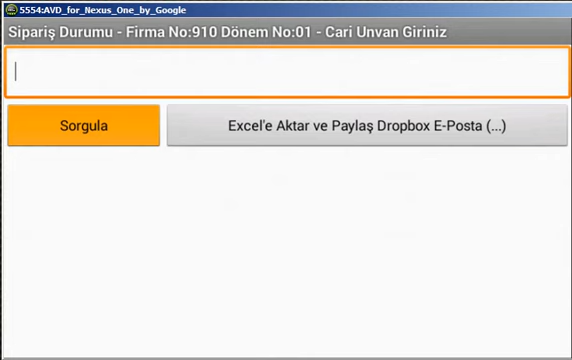 5554:AVD_for_Nexus_One_by_Google
Sipariş Durumu - Firma No:910 Dönem No:01 - Cari Unvan Giriniz
Sorgula
Excel'e Aktar ve Paylaş Dropbox E-Posta (...)